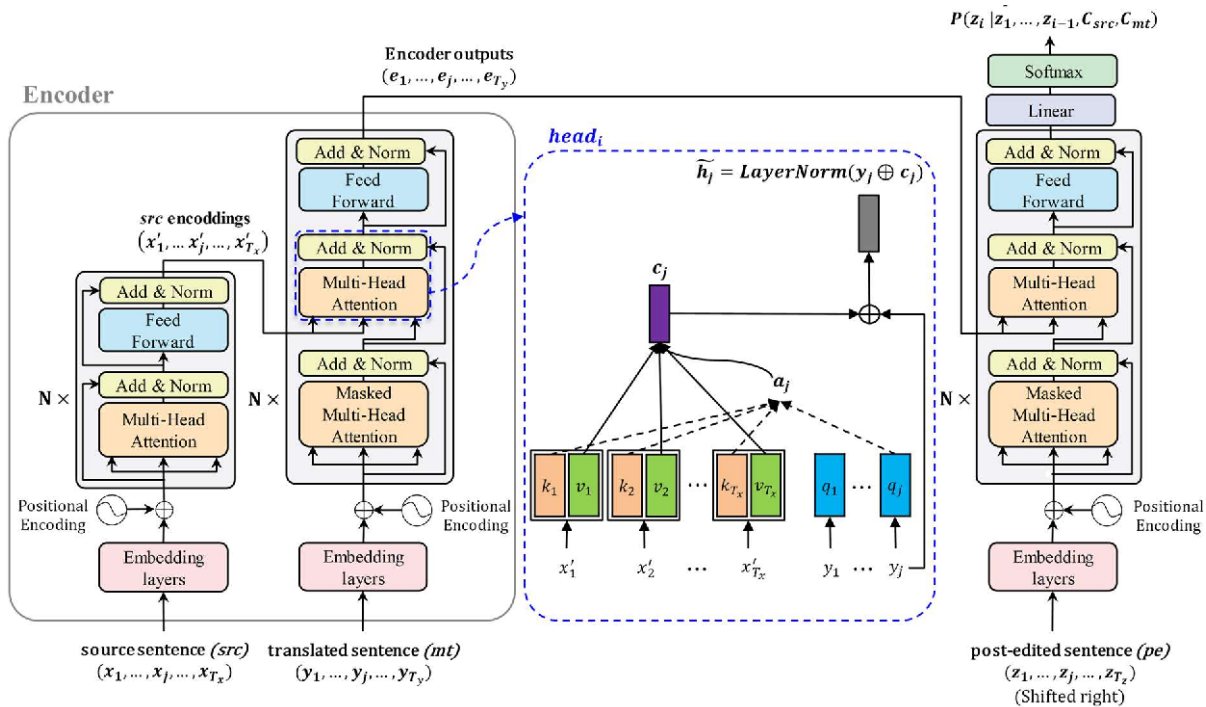 P(z_i |z_1, ..., z_{i−1}, C_src, C_mt)
Softmax
Linear
Add & Norm
Feed
Forward
Add & Norm
Multi-Head
Attention
Add & Norm
Masked
Multi-Head
Attention
N ×
Positional
Encoding
Embedding
layers
post-edited sentence (pe)
(z_1, ..., z_j, ..., z_{T_z})
(Shifted right)
Encoder outputs
(e_1, ..., e_j, ..., e_{T_y})
Encoder
Add & Norm
Feed
Forward
Add & Norm
Multi-Head
Attention
Add & Norm
Masked
Multi-Head
Attention
N ×
Positional
Encoding
Embedding
layers
translated sentence (mt)
(y_1, ..., y_j, ..., y_{T_y})
src encoddings
(x′_1, ... x′_j, ..., x′_{T_x})
Add & Norm
Feed
Forward
Add & Norm
Multi-Head
Attention
N ×
Positional
Encoding
Embedding
layers
source sentence (src)
(x_1, ..., x_j, ..., x_{T_x})
head_i
h̃_j = LayerNorm(y_j ⊕ c_j)
c_j
a_j
k_1 v_1 k_2 v_2 ... k_{T_x} v_{T_x} q_1 ... q_j
x′_1 x′_2 ... x′_{T_x} y_1 ... y_j